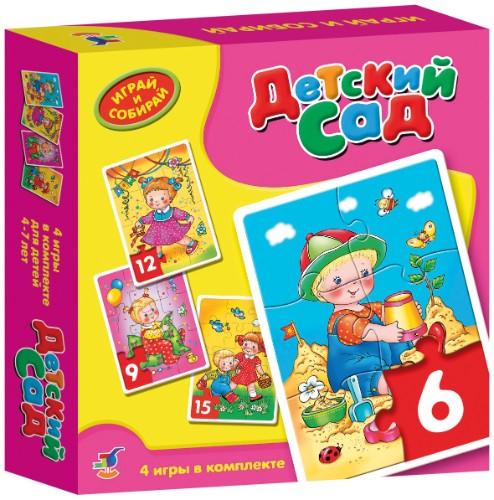 ИГРАЙ И СОБИРАЙ
ИГРАЙ
И
СОБИРАЙ
Детский
Сад
12
9
15
6
4 игры в комплекте
4 игры
в комплекте
для детей
4-7 лет
Детский
Сад